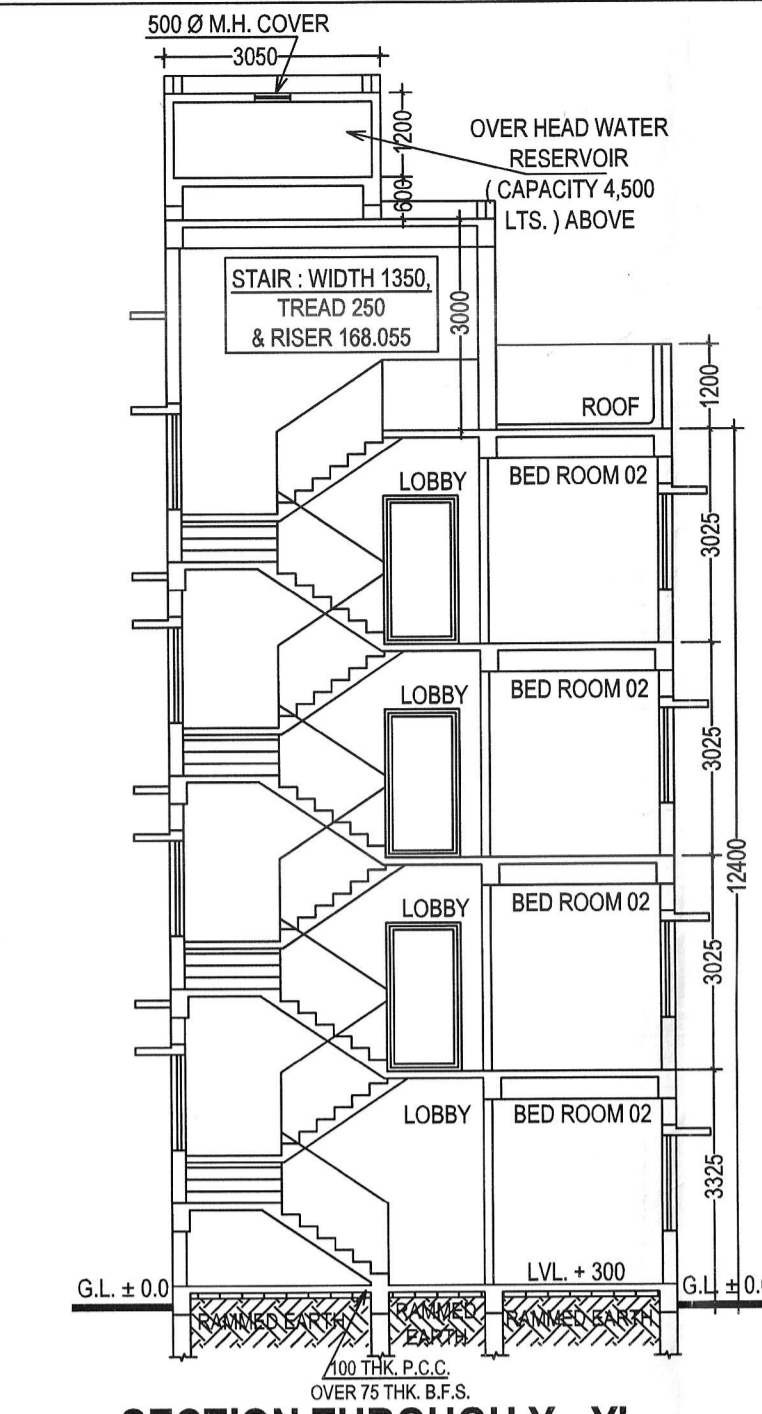 500 Ø M.H. COVER
3050
1200
600
OVER HEAD WATER
RESERVOIR
( CAPACITY 4,500
LTS. ) ABOVE
STAIR : WIDTH 1350,
TREAD 250
& RISER 168.055
3000
1200
ROOF
LOBBY
BED ROOM 02
3025
LOBBY
BED ROOM 02
3025
12400
LOBBY
BED ROOM 02
3025
LOBBY
BED ROOM 02
3325
LVL. + 300
G.L. ± 0.0
G.L. ± 0.0
RAMMED EARTH
RAMMED
EARTH
RAMMED EARTH
100 THK. P.C.C.
OVER 75 THK. B.F.S.